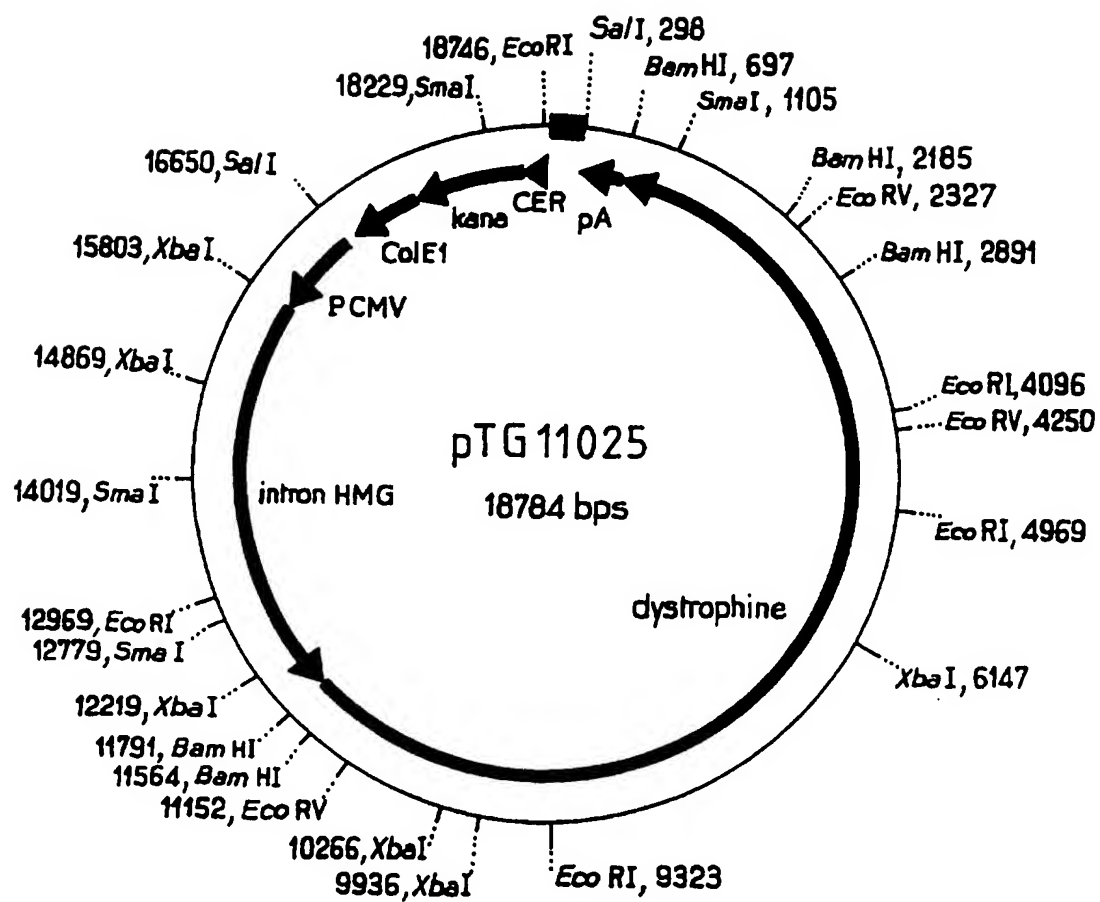 18746, EcoRI
SalI, 298
18229, SmaI
BamHI, 697
SmaI, 1105
16650, SalI
BamHI, 2185
EcoRV, 2327
15803, XbaI
BamHI, 2891
kana
CER
pA
ColE1
PCMV
14869, XbaI
EcoRI, 4096
EcoRV, 4250
pTG11025
18784 bps
14019, SmaI
intron HMG
EcoRI, 4969
12969, EcoRI
12779, SmaI
dystrophine
XbaI, 6147
12219, XbaI
11791, BamHI
11564, BamHI
11152, EcoRV
10266, XbaI
9936, XbaI
EcoRI, 9323